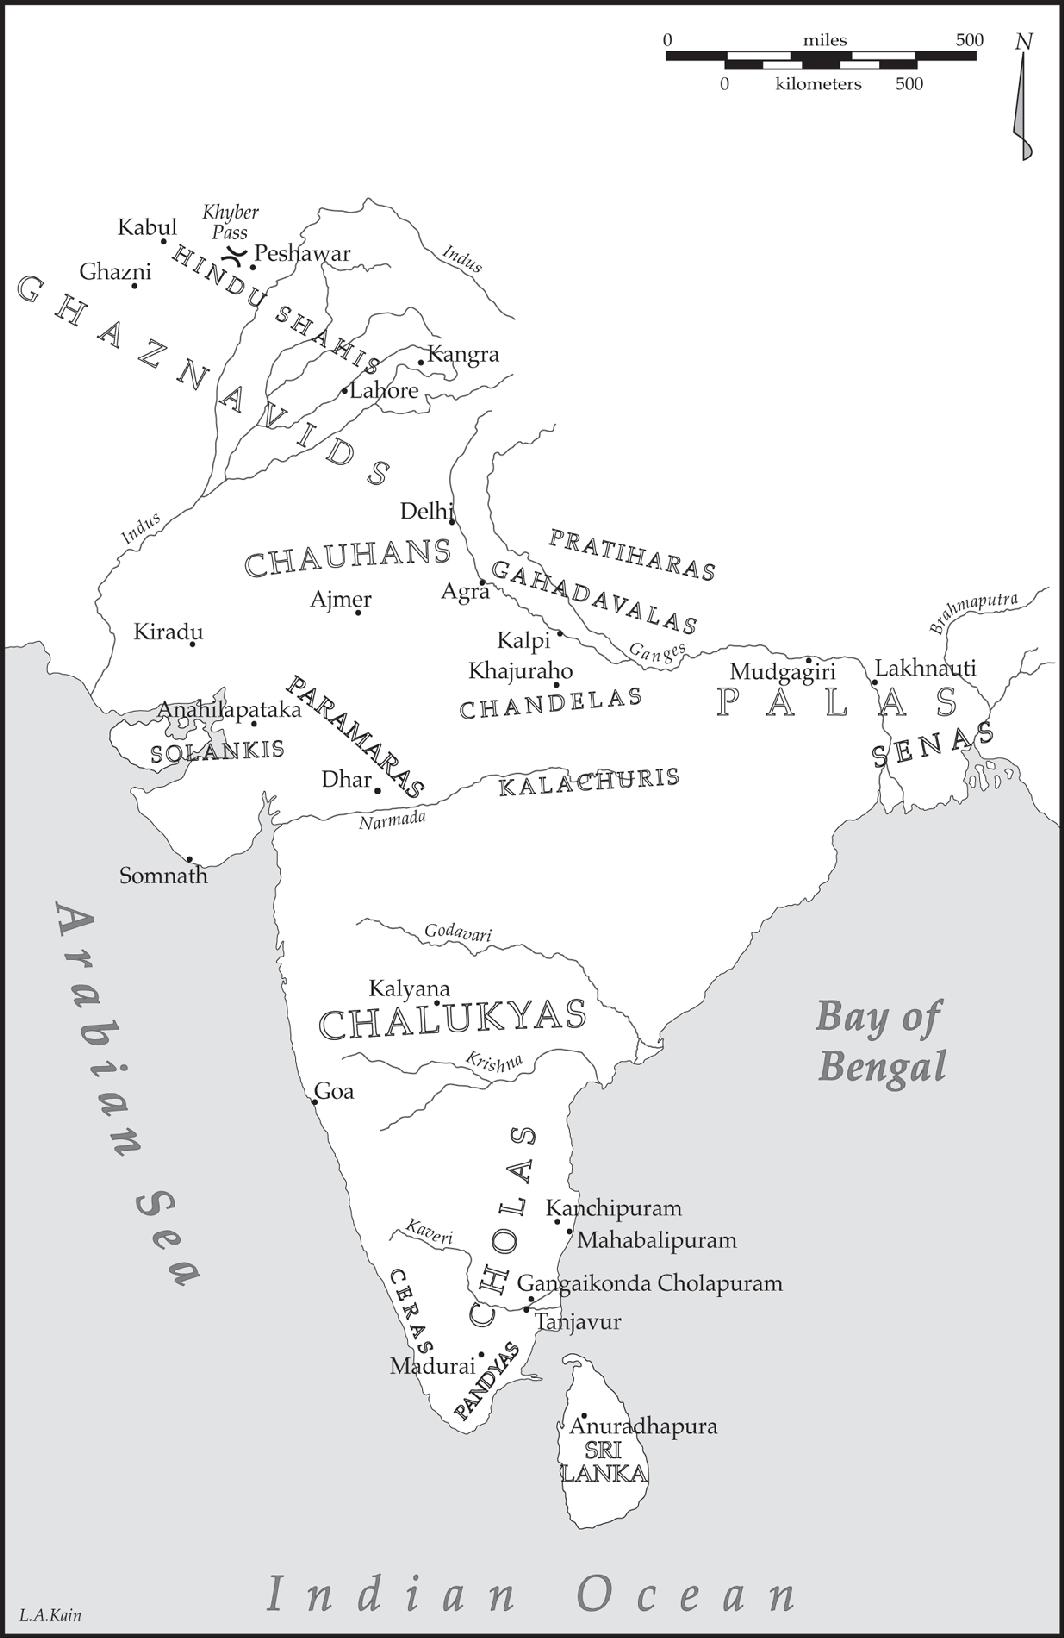 0 miles 500
N
0 kilometers 500
Khyber
Pass
Kabul
Peshawar
Indus
Ghazni
HINDU SHAHIS
GHAZNAVIDS
Kangra
Lahore
Delhi
Indus
PRATIHARAS
CHAUHANS
GAHADAVALAS
Agra
Ajmer
Brahmaputra
Kiradu
Kalpi
Ganges
Khajuraho
Mudgagiri
Lakhnauti
PARAMARAS
CHANDELAS
PALAS
Anahilapataka
SENAS
SOLANKIS
Dhar
KALACHURIS
Narmada
Somnath
Arabian Sea
Godavari
Kalyana
CHALUKYAS
Bay of
Bengal
Krishna
Goa
CHOLAS
Kanchipuram
Kaveri
Mahabalipuram
CERAS
Gangaikonda Cholapuram
Tanjavur
Madurai
PANDYAS
Anuradhapura
SRI
LANKA
Indian Ocean
L.A.Kain